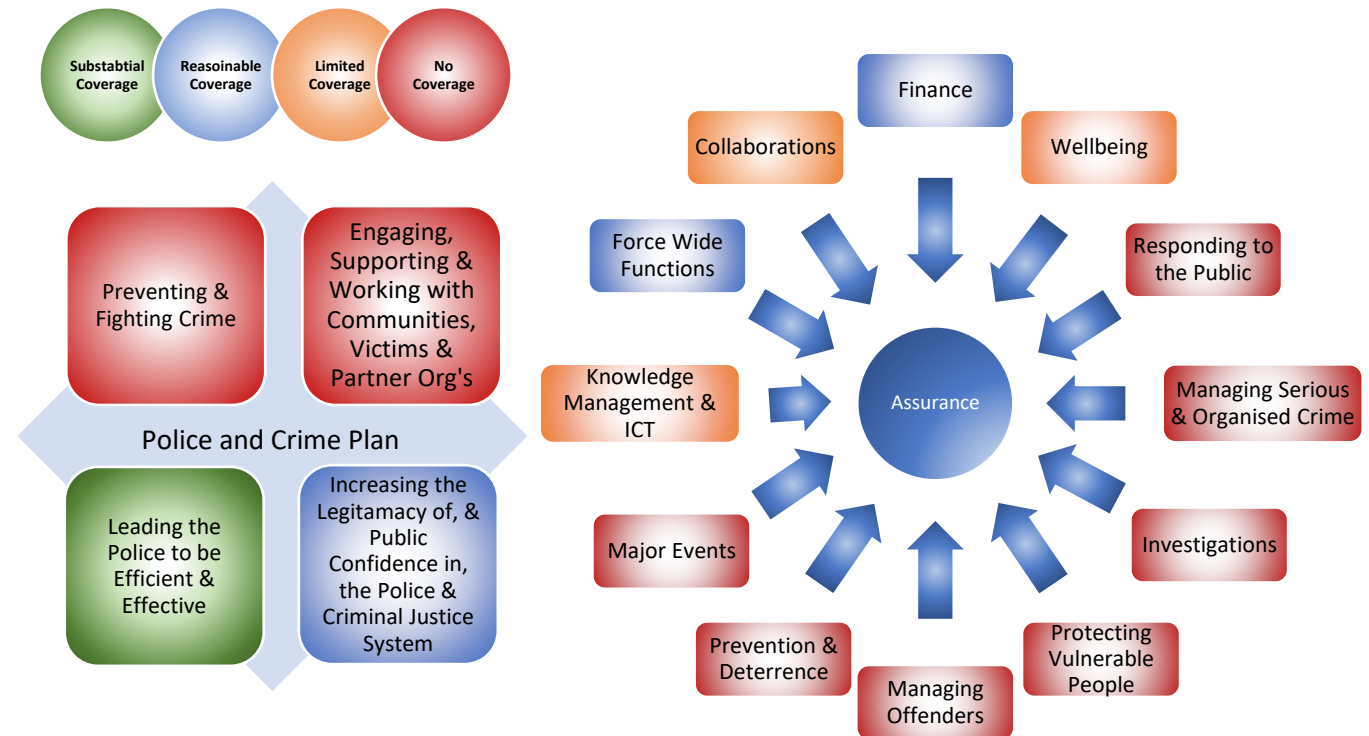 Substabtial
Coverage
Reasoinable
Coverage
Limited
Coverage
No
Coverage
Preventing &
Fighting Crime
Engaging,
Supporting &
Working with
Communities,
Victims &
Partner Org's
Police and Crime Plan
Leading the
Police to be
Efficient &
Effective
Increasing the
Legitamacy of, &
Public
Confidence in,
the Police &
Criminal Justice
System
Finance
Wellbeing
Responding to
the Public
Managing Serious
& Organised Crime
Investigations
Protecting
Vulnerable
People
Managing
Offenders
Prevention &
Deterrence
Major Events
Knowledge
Management &
ICT
Force Wide
Functions
Collaborations
Assurance